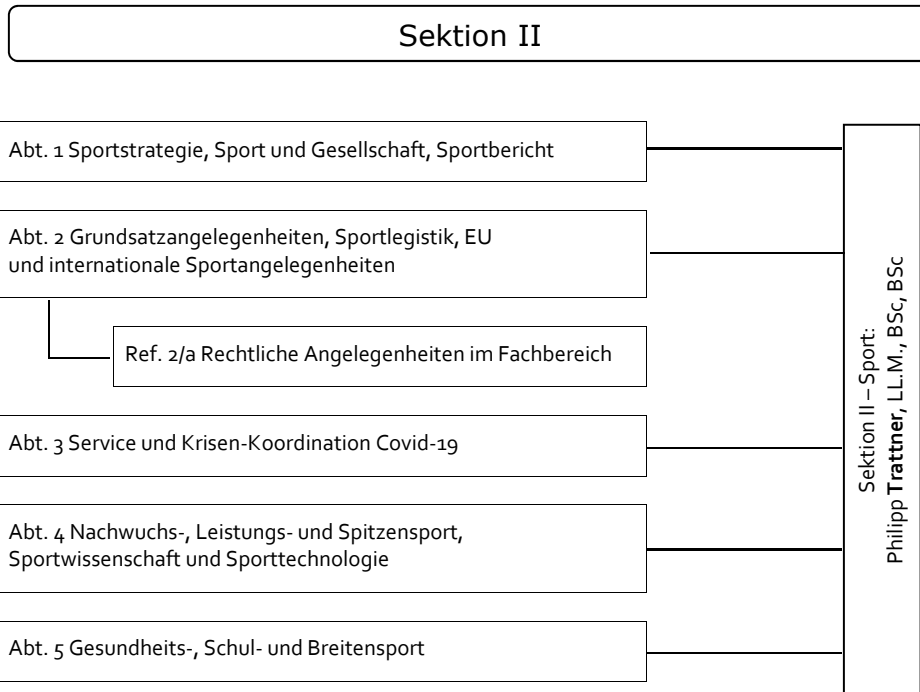 Sektion II
Abt. 1 Sportstrategie, Sport und Gesellschaft, Sportbericht
Abt. 2 Grundsatzangelegenheiten, Sportlegistik, EU
und internationale Sportangelegenheiten
Ref. 2/a Rechtliche Angelegenheiten im Fachbereich
Abt. 3 Service und Krisen-Koordination Covid-19
Abt. 4 Nachwuchs-, Leistungs- und Spitzensport,
Sportwissenschaft und Sporttechnologie
Abt. 5 Gesundheits-, Schul- und Breitensport
Sektion II – Sport:
Philipp Trattner, LL.M., BSc, BSc